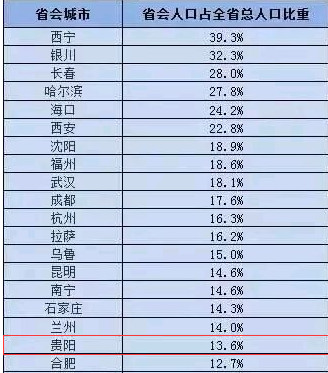 省会城市 省会人口占全省总人口比重
西宁 39.3%
银川 32.3%
长春 28.0%
哈尔滨 27.8%
海口 24.2%
西安 22.8%
沈阳 18.9%
福州 18.6%
武汉 18.1%
成都 17.6%
杭州 16.3%
拉萨 16.2%
乌鲁 15.0%
昆明 14.6%
南宁 14.6%
石家庄 14.3%
兰州 14.0%
贵阳 13.6%
合肥 12.7%